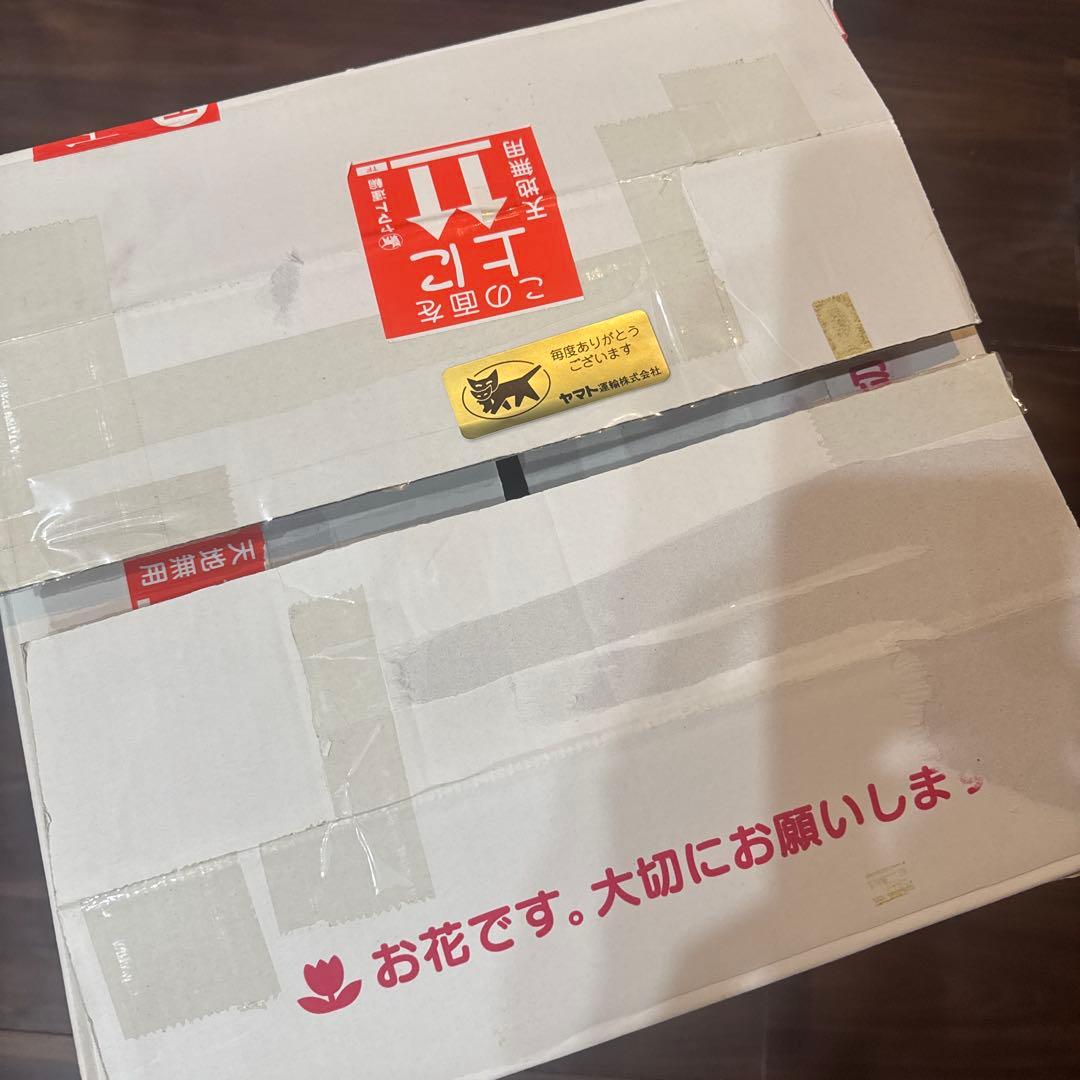 この面を
上に
天地無用
ヤマト運輸
毎度ありがとう
ございます
ヤマト運輸株式会社
天地無用
お花です。大切にお願いしま